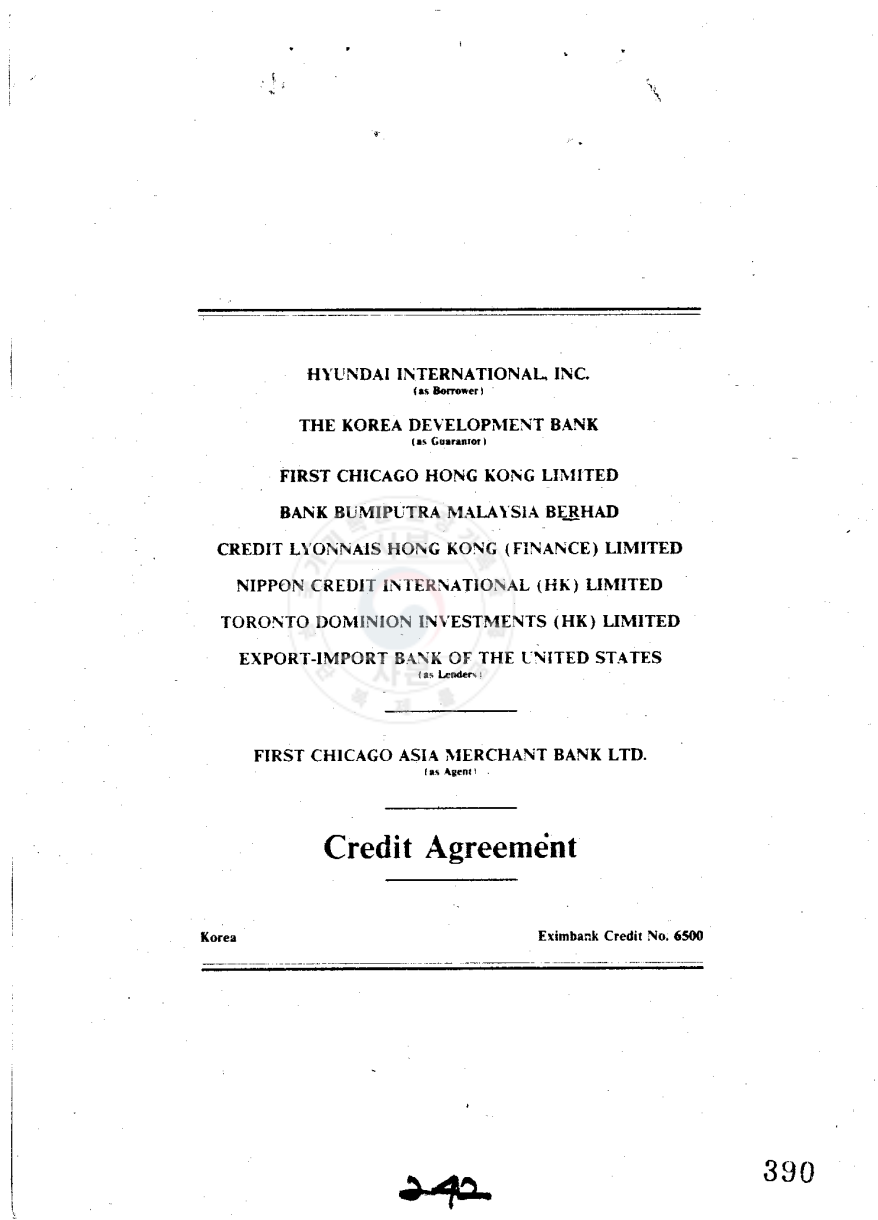 HYUNDAI INTERNATIONAL, INC.
(as Borrower)
THE KOREA DEVELOPMENT BANK
(as Guarantor)
FIRST CHICAGO HONG KONG LIMITED
BANK BUMIPUTRA MALAYSIA BERHAD
CREDIT LYONNAIS HONG KONG (FINANCE) LIMITED
NIPPON CREDIT INTERNATIONAL (HK) LIMITED
TORONTO DOMINION INVESTMENTS (HK) LIMITED
EXPORT-IMPORT BANK OF THE UNITED STATES
(as Lenders)
사본
FIRST CHICAGO ASIA MERCHANT BANK LTD.
(as Agent)
Credit Agreement
Korea Eximbank Credit No. 6500
242
390